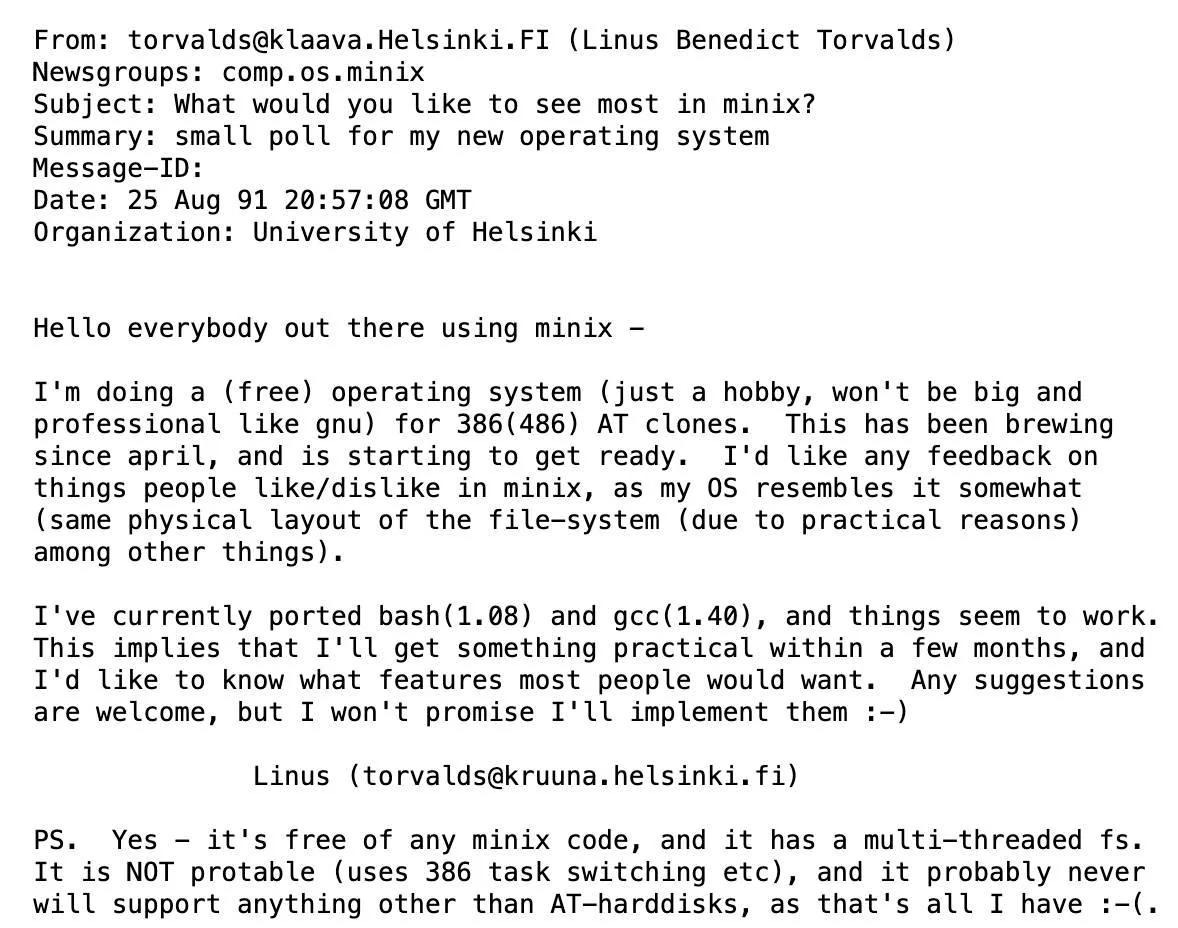 From: torvalds@klaava.Helsinki.FI (Linus Benedict Torvalds)
Newsgroups: comp.os.minix
Subject: What would you like to see most in minix?
Summary: small poll for my new operating system
Message-ID:
Date: 25 Aug 91 20:57:08 GMT
Organization: University of Helsinki

Hello everybody out there using minix -

I'm doing a (free) operating system (just a hobby, won't be big and
professional like gnu) for 386(486) AT clones.  This has been brewing
since april, and is starting to get ready.  I'd like any feedback on
things people like/dislike in minix, as my OS resembles it somewhat
(same physical layout of the file-system (due to practical reasons)
among other things).

I've currently ported bash(1.08) and gcc(1.40), and things seem to work.
This implies that I'll get something practical within a few months, and
I'd like to know what features most people would want.  Any suggestions
are welcome, but I won't promise I'll implement them :-)

Linus (torvalds@kruuna.helsinki.fi)

PS.  Yes - it's free of any minix code, and it has a multi-threaded fs.
It is NOT protable (uses 386 task switching etc), and it probably never
will support anything other than AT-harddisks, as that's all I have :-(.